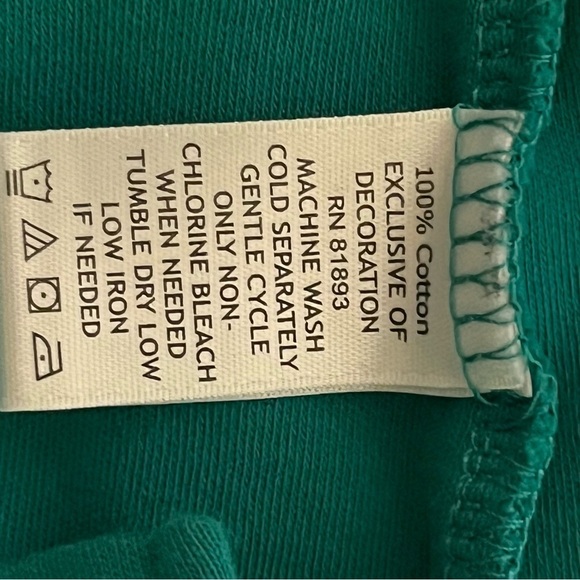 100% Cotton
EXCLUSIVE OF
DECORATION
RN 81893
MACHINE WASH
COLD SEPARATELY
GENTLE CYCLE
ONLY NON-
CHLORINE BLEACH
WHEN NEEDED
TUMBLE DRY LOW
LOW IRON
IF NEEDED